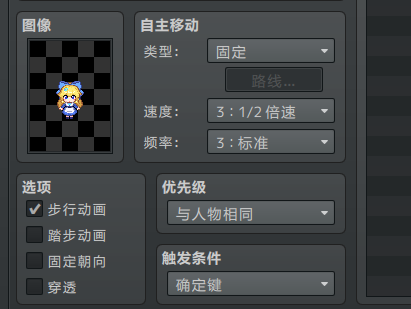 图像
自主移动
类型：
固定
路线...
速度：
3：1/2 倍速
频率：
3：标准
选项
步行动画
踏步动画
固定朝向
穿透
优先级
与人物相同
触发条件
确定键